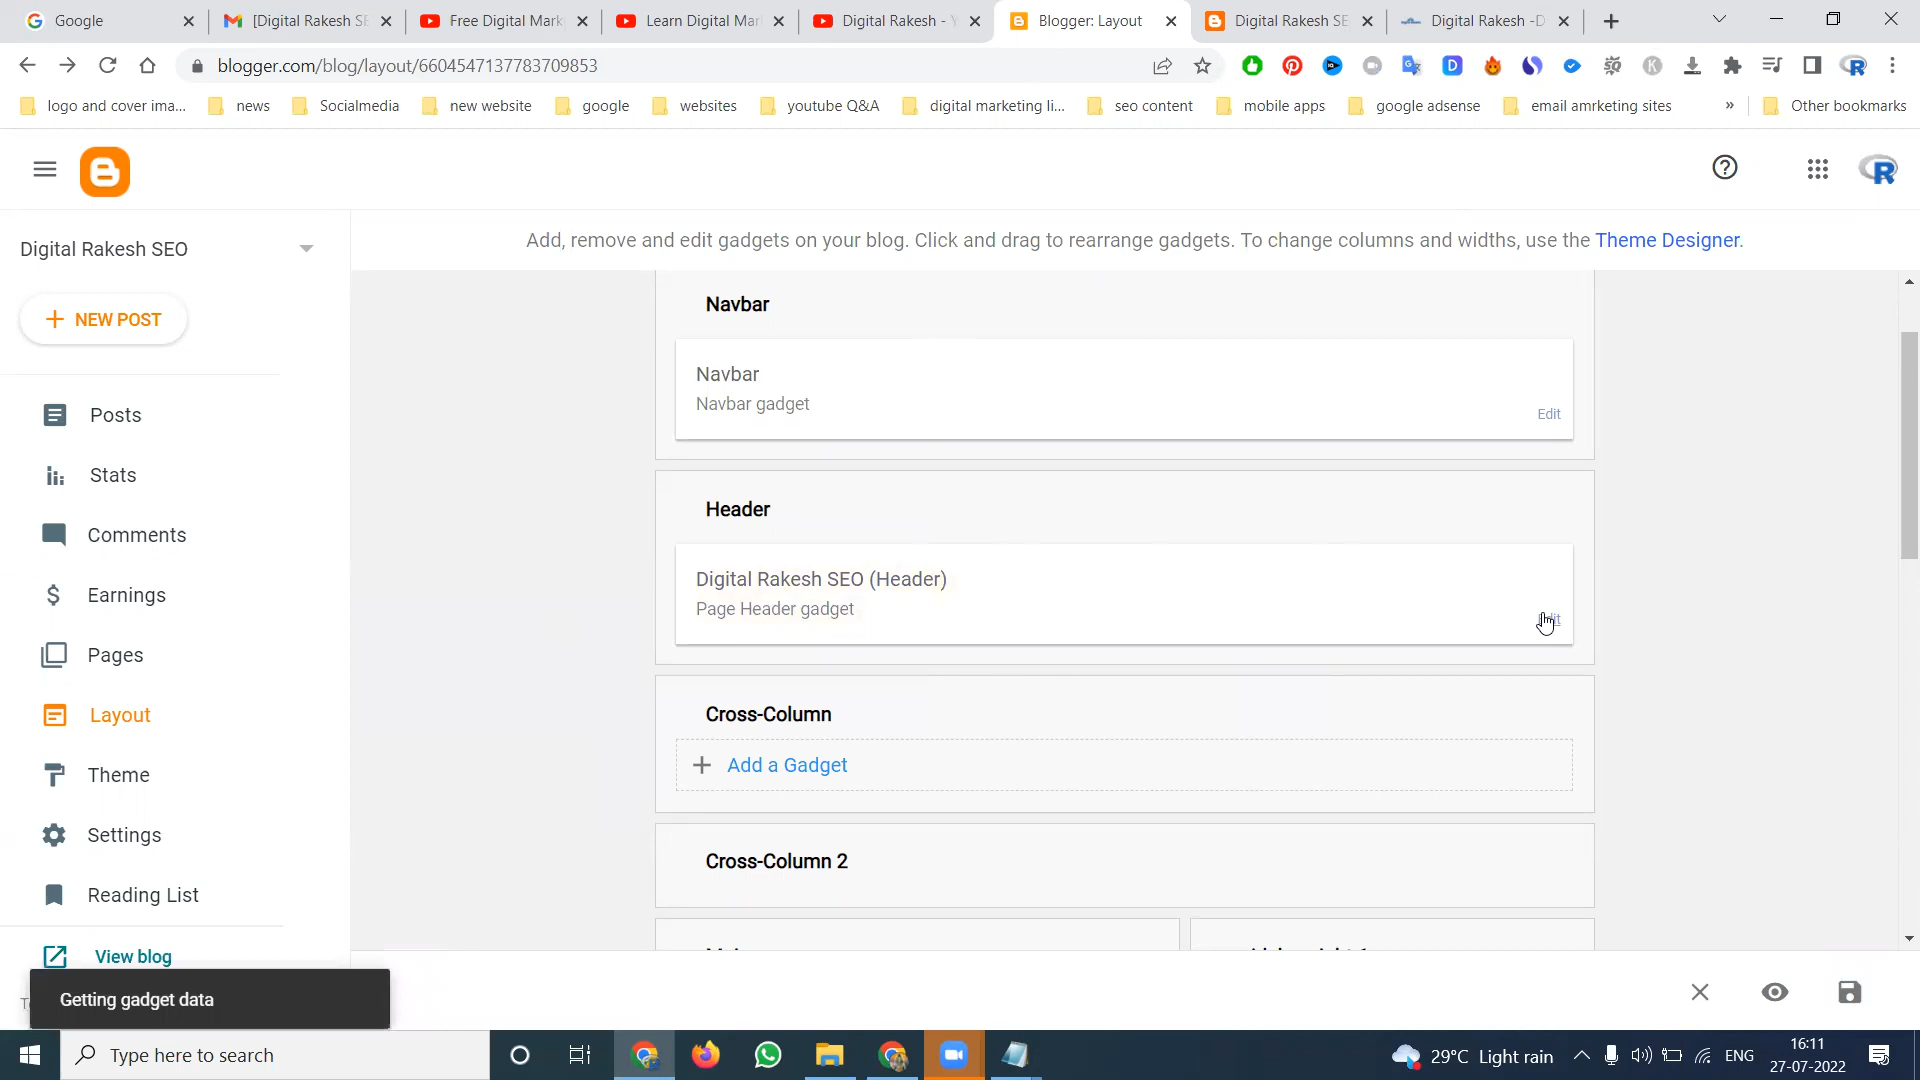 Google
[Digital Rakesh SE
Free Digital Mark
Learn Digital Mar
Digital Rakesh - Y
Blogger: Layout
Digital Rakesh SE
Digital Rakesh -D
blogger.com/blog/layout/6604547137783709853
logo and cover ima...
news
Socialmedia
new website
google
websites
youtube Q&A
digital marketing li...
seo content
mobile apps
google adsense
email amrketing sites
»
Other bookmarks
Digital Rakesh SEO
NEW POST
Posts
Stats
Comments
Earnings
Pages
Layout
Theme
Settings
Reading List
View blog
Getting gadget data
Add, remove and edit gadgets on your blog. Click and drag to rearrange gadgets. To change columns and widths, use the Theme Designer.
Navbar
Navbar
Navbar gadget
Edit
Header
Digital Rakesh SEO (Header)
Page Header gadget
Cross-Column
Add a Gadget
Cross-Column 2
Type here to search
29°C Light rain
ENG
16:11
27-07-2022